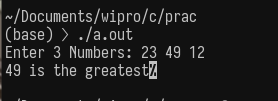 ~/Documents/wipro/c/prac
(base) > ./a.out
Enter 3 Numbers: 23 49 12
49 is the greatest%